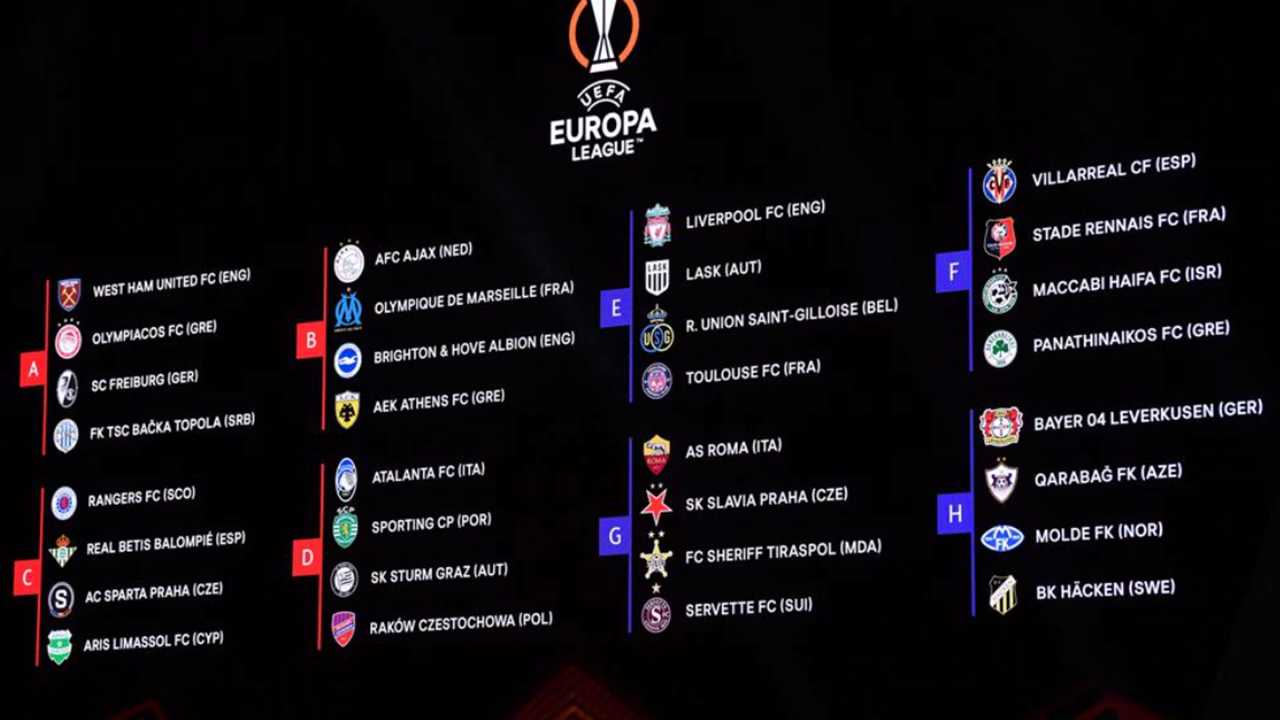 UEFA
EUROPA
LEAGUE™
A
WEST HAM UNITED FC (ENG)
OLYMPIACOS FC (GRE)
SC FREIBURG (GER)
FK TSC BAČKA TOPOLA (SRB)
B
AFC AJAX (NED)
OLYMPIQUE DE MARSEILLE (FRA)
BRIGHTON & HOVE ALBION (ENG)
AEK ATHENS FC (GRE)
C
RANGERS FC (SCO)
REAL BETIS BALOMPIÉ (ESP)
AC SPARTA PRAHA (CZE)
ARIS LIMASSOL FC (CYP)
D
ATALANTA FC (ITA)
SCP
SPORTING CP (POR)
SK STURM GRAZ (AUT)
RAKÓW CZESTOCHOWA (POL)
E
LIVERPOOL FC (ENG)
LASK
LASK (AUT)
USG
R. UNION SAINT-GILLOISE (BEL)
TOULOUSE FC (FRA)
F
VILLARREAL CF (ESP)
STADE RENNAIS FC (FRA)
MACCABI HAIFA FC (ISR)
PANATHINAIKOS FC (GRE)
G
ROMA
AS ROMA (ITA)
SK SLAVIA PRAHA (CZE)
FC SHERIFF TIRASPOL (MDA)
S
SERVETTE FC (SUI)
H
BAYER 04 LEVERKUSEN (GER)
QARABAĞ FK (AZE)
FK
MOLDE FK (NOR)
BK HÄCKEN (SWE)